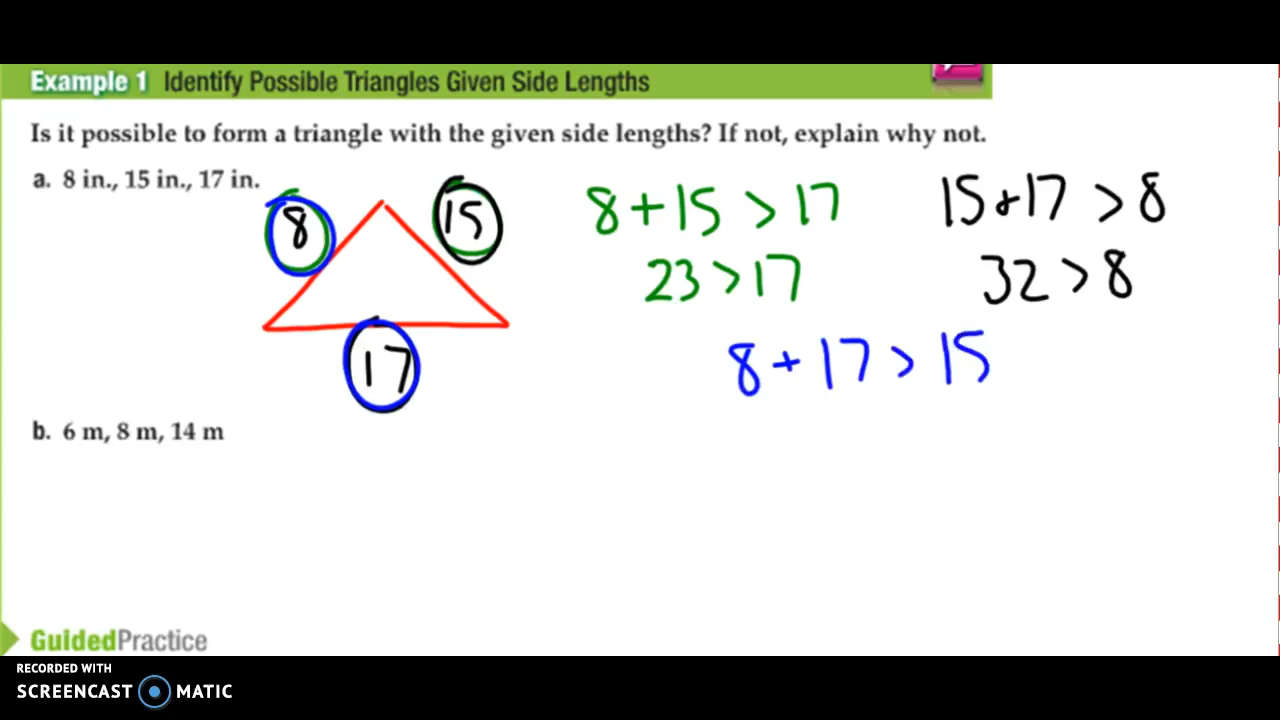 Example 1 Identify Possible Triangles Given Side Lengths
Is it possible to form a triangle with the given side lengths? If not, explain why not.
a. 8 in., 15 in., 17 in.
8
15
17
8 + 15 > 17
23 > 17
15 + 17 > 8
32 > 8
8 + 17 > 15
b. 6 m, 8 m, 14 m
GuidedPractice
RECORDED WITH
SCREENCAST MATIC